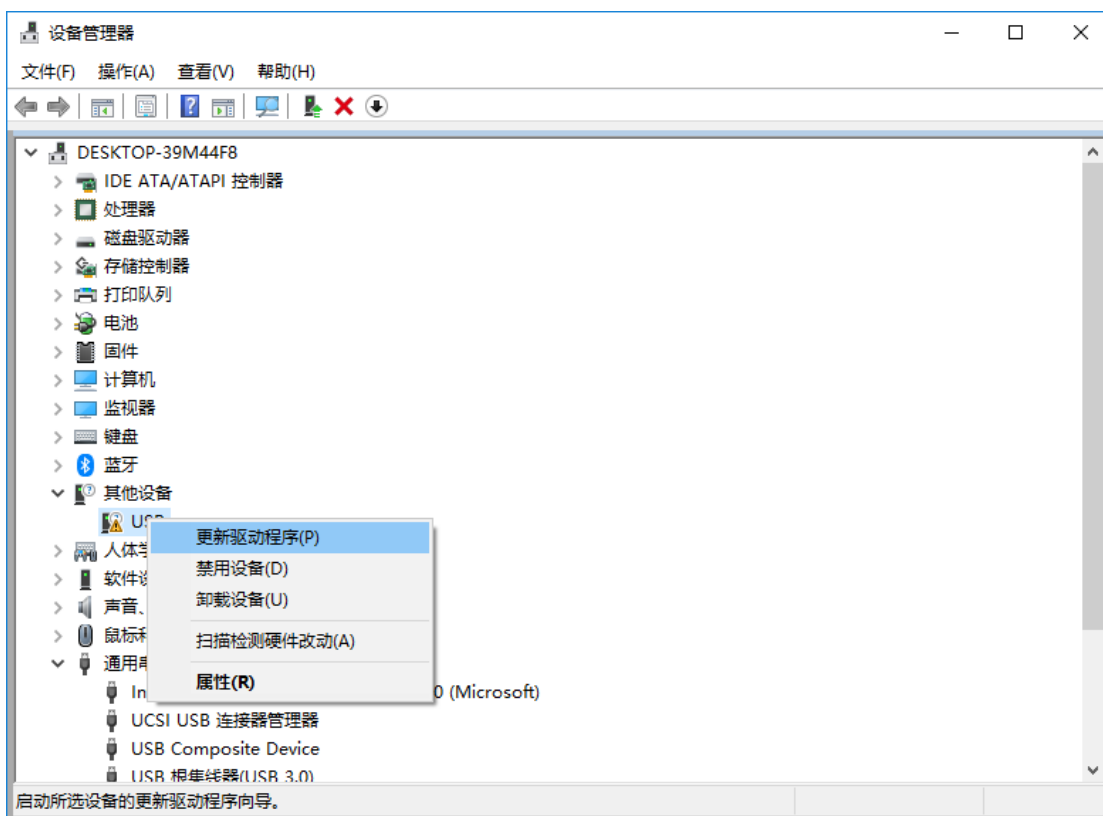 设备管理器
文件(F) 操作(A) 查看(V) 帮助(H)
DESKTOP-39M44F8
IDE ATA/ATAPI 控制器
处理器
磁盘驱动器
存储控制器
打印队列
电池
固件
计算机
监视器
键盘
蓝牙
其他设备
更新驱动程序(P)
人体
禁用设备(D)
软件
卸载设备(U)
声音、
鼠标
扫描检测硬件改动(A)
通用
属性(R)
In
0 (Microsoft)
UCSI USB 连接器管理器
USB Composite Device
USB 根集线器(USB 3.0)
启动所选设备的更新驱动程序向导。